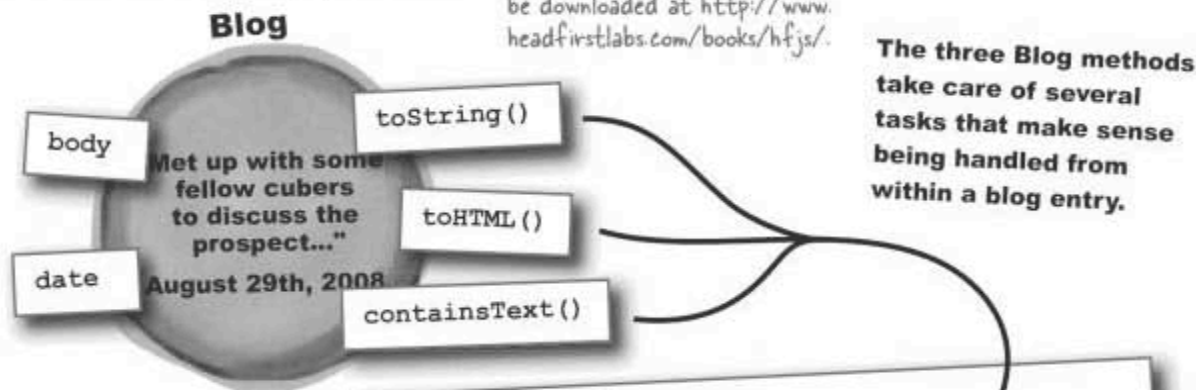 be downloaded at http://www.
headfirstlabs.com/books/hfjs/.
Blog
The three Blog methods
take care of several
tasks that make sense
being handled from
within a blog entry.
body
toString()
Met up with some
fellow cubers
to discuss the
prospect..."
toHTML()
date
August 29th, 2008
containsText()